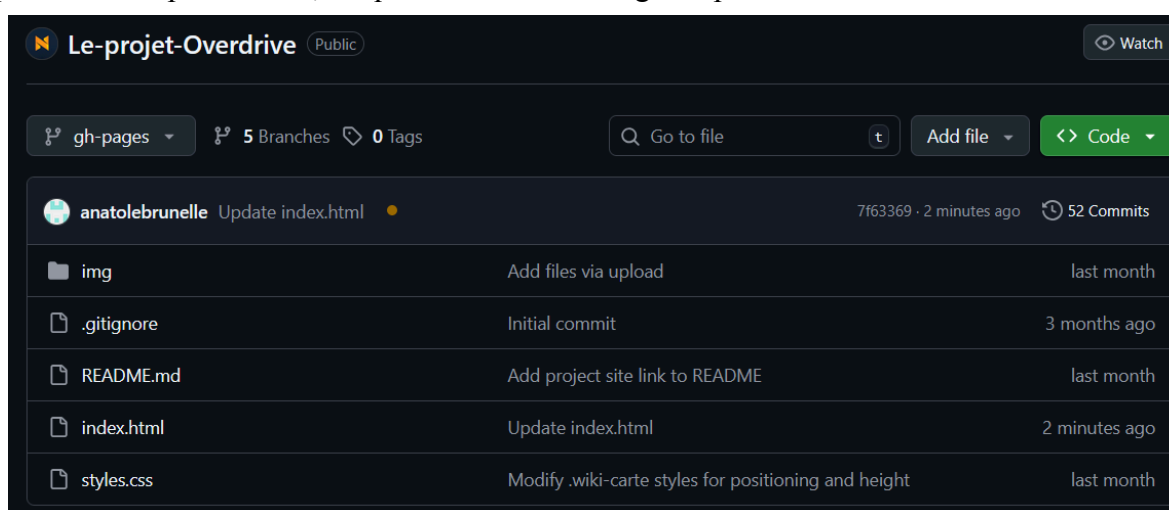 Le-projet-Overdrive Public Watch
gh-pages 5 Branches 0 Tags Go to file t Add file Code
anatolebrunelle Update index.html 7f63369 · 2 minutes ago 52 Commits
img Add files via upload last month
.gitignore Initial commit 3 months ago
README.md Add project site link to README last month
index.html Update index.html 2 minutes ago
styles.css Modify .wiki-carte styles for positioning and height last month